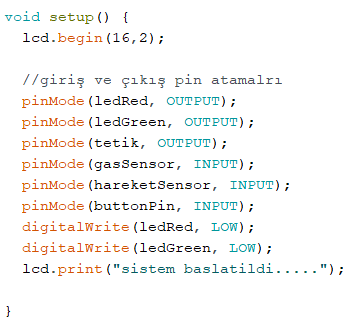 void setup() {
  lcd.begin(16,2);

  //giriş ve çıkış pin atamalrı
  pinMode(ledRed, OUTPUT);
  pinMode(ledGreen, OUTPUT);
  pinMode(tetik, OUTPUT);
  pinMode(gasSensor, INPUT);
  pinMode(hareketSensor, INPUT);
  pinMode(buttonPin, INPUT);
  digitalWrite(ledRed, LOW);
  digitalWrite(ledGreen, LOW);
  lcd.print("sistem baslatildi.....");

}